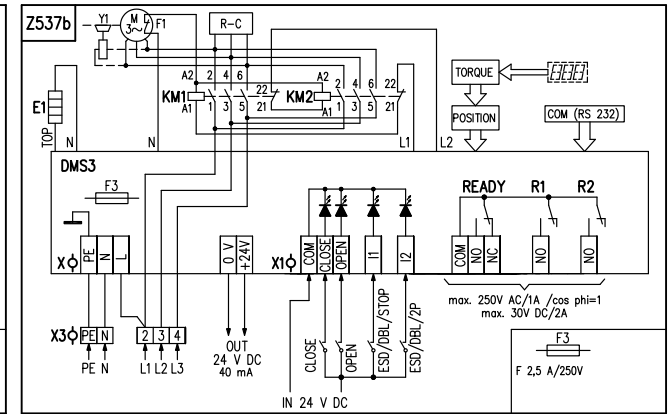 Z537b
Y1
M
3~
F1
R-C
A2
2 4 6
22
KM1
A1
1 3 5
21
A2
2 4 6
22
KM2
A1
1 3 5
21
TORQUE
POSITION
COM (RS 232)
E1
TOP
N
N
L1
L2
DMS3
F3
READY
R1
R2
X
PE
N
L
0 V
+24V
X1
COM
CLOSE
OPEN
I1
I2
COM
NO
NC
NO
NO
max. 250V AC/1A /cos phi=1
max. 30V DC/2A
X3
PE
N
2 3 4
PE N
L1 L2 L3
OUT
24 V DC
40 mA
CLOSE
OPEN
ESD/DBL/STOP
ESD/DBL/2P
IN 24 V DC
F3
F 2,5 A/250V